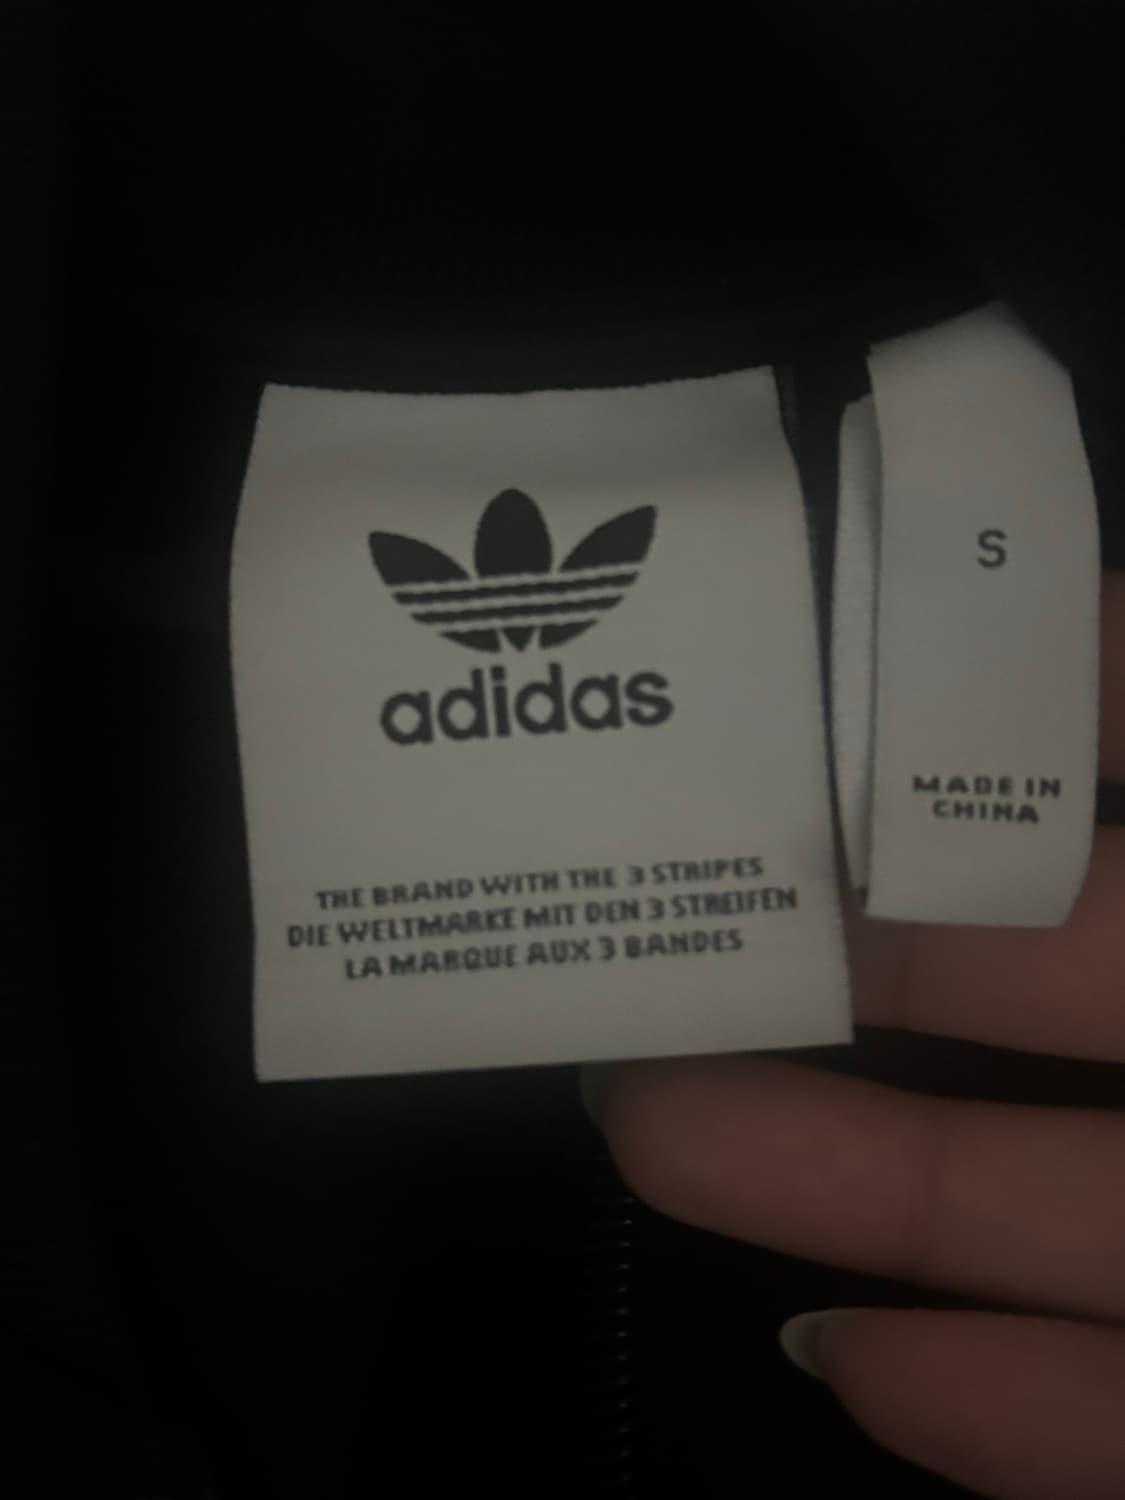 adidas
THE BRAND WITH THE 3 STRIPES
DIE WELTMARKE MIT DEN 3 STREIFEN
LA MARQUE AUX 3 BANDES
S
MADE IN
CHINA